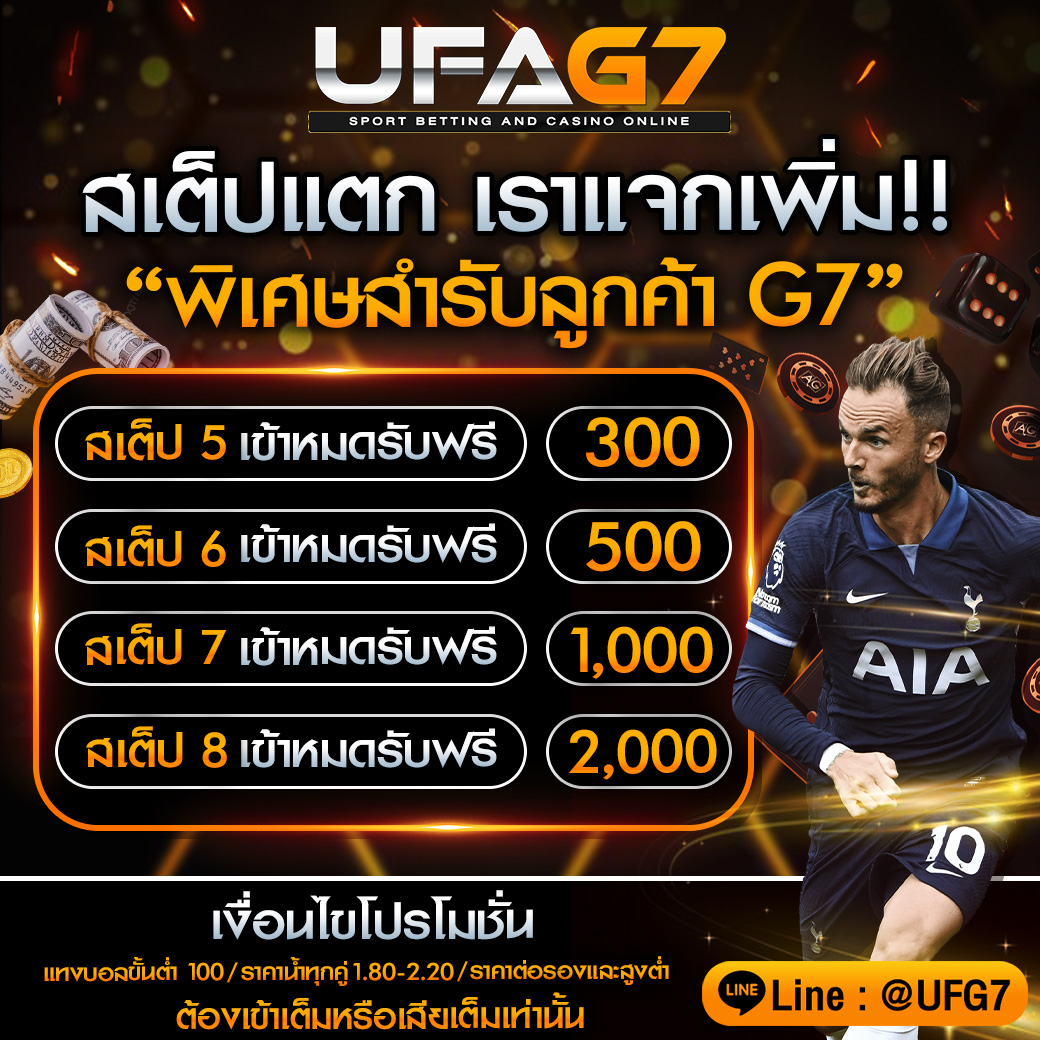 UFAG7
SPORT BETTING AND CASINO ONLINE
สเต็ปแตก เราแจกเพิ่ม!!
“พิเศษสำรับลูกค้า G7”
สเต็ป 5 เข้าหมดรับฟรี 300
สเต็ป 6 เข้าหมดรับฟรี 500
สเต็ป 7 เข้าหมดรับฟรี 1,000
สเต็ป 8 เข้าหมดรับฟรี 2,000
AIA
10
เงื่อนไขโปรโมชั่น
แทงบอลขั้นต่ำ 100 / ราคาน้ำทุกคู่ 1.80-2.20 / ราคาต่อรองและสูงต่ำ
ต้องเข้าเต็มหรือเสียเต็มเท่านั้น
LINE Line : @UFG7